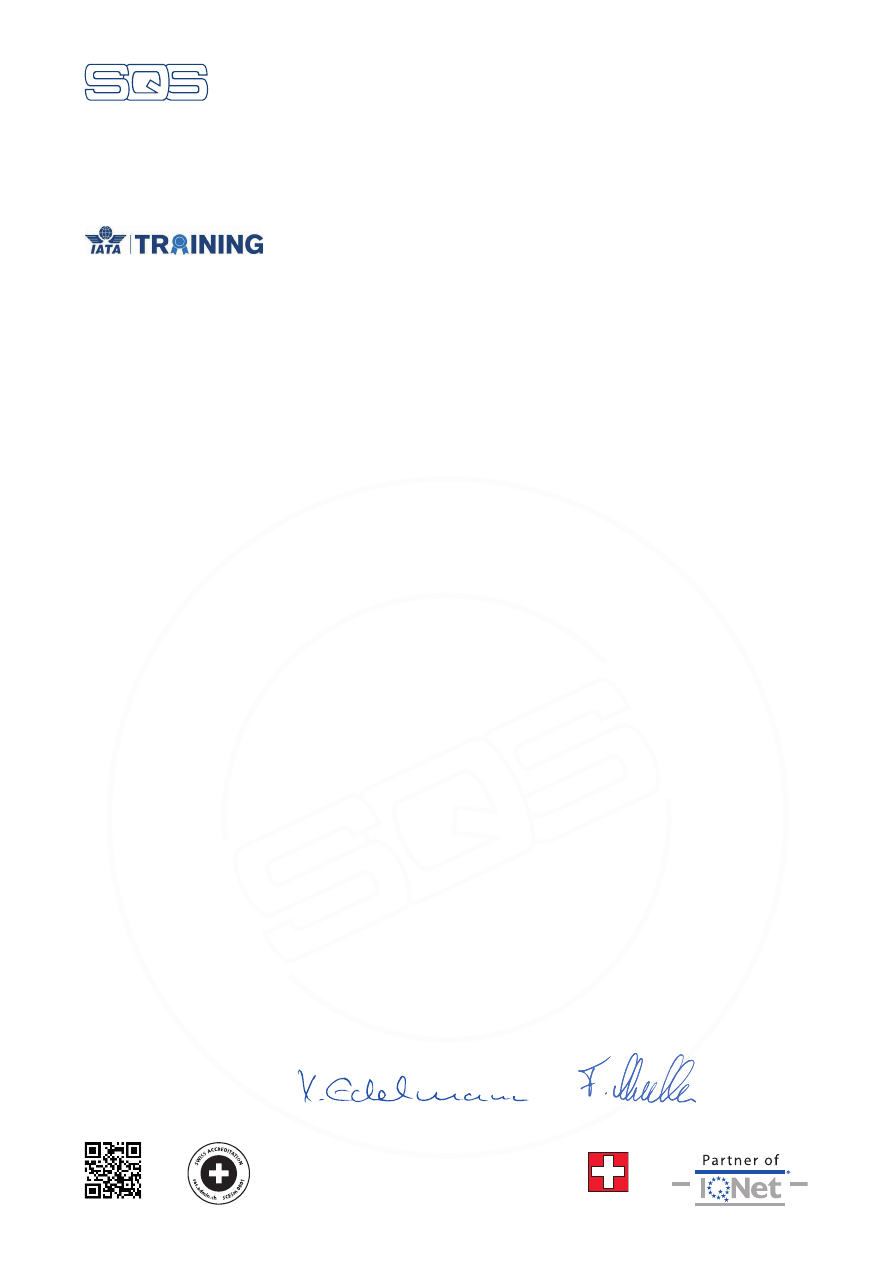 SQS
IATA | TRAINING
SQS
X. Edelmann F. Müller
SWISS ACCREDITATION
sas.admin.ch SCESm 0001
Partner of
IQNet